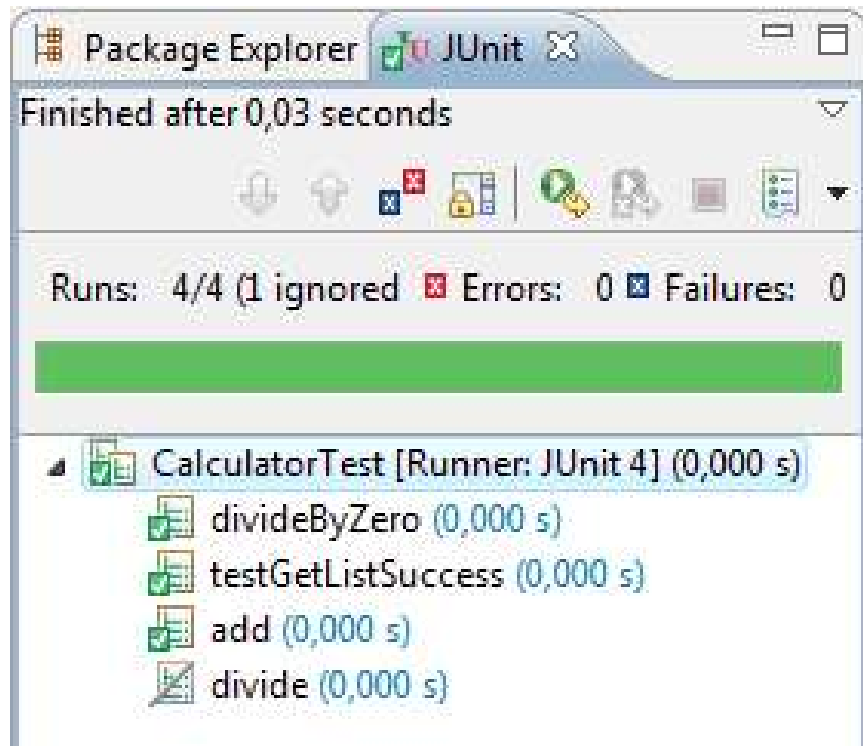 Package Explorer JUnit
Finished after 0,03 seconds
Runs: 4/4 (1 ignored Errors: 0 Failures: 0
CalculatorTest [Runner: JUnit 4] (0,000 s)
divideByZero (0,000 s)
testGetListSuccess (0,000 s)
add (0,000 s)
divide (0,000 s)